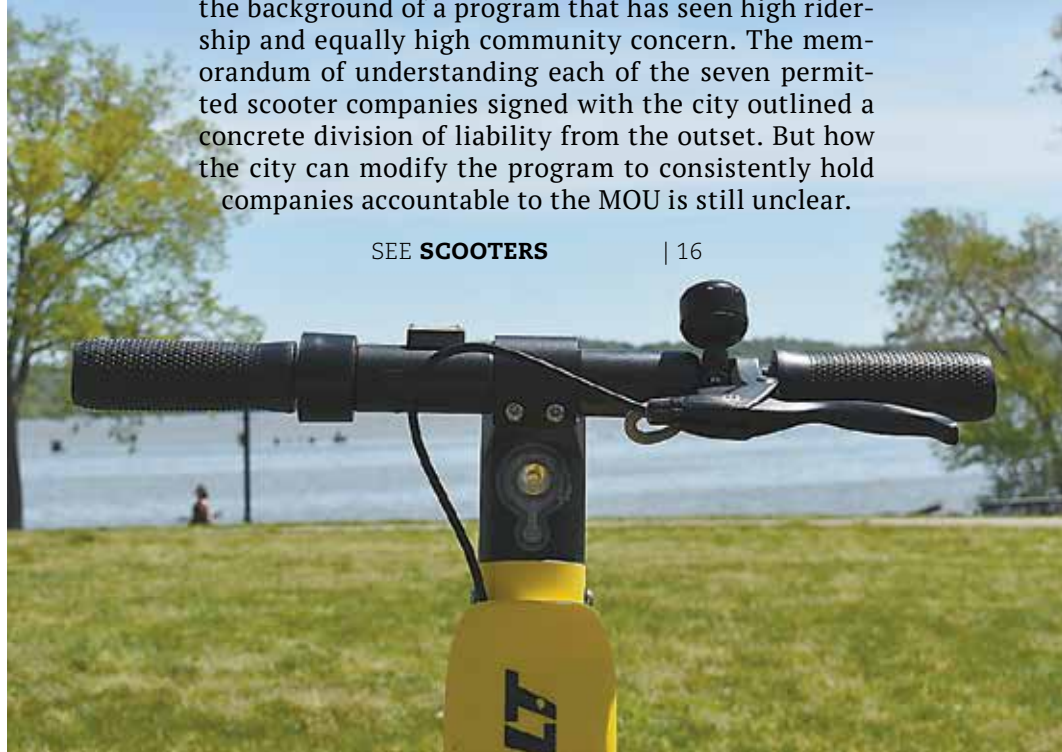 the background of a program that has seen high rider-
ship and equally high community concern. The mem-
orandum of understanding each of the seven permit-
ted scooter companies signed with the city outlined a
concrete division of liability from the outset. But how
the city can modify the program to consistently hold
companies accountable to the MOU is still unclear.
SEE SCOOTERS | 16
LT